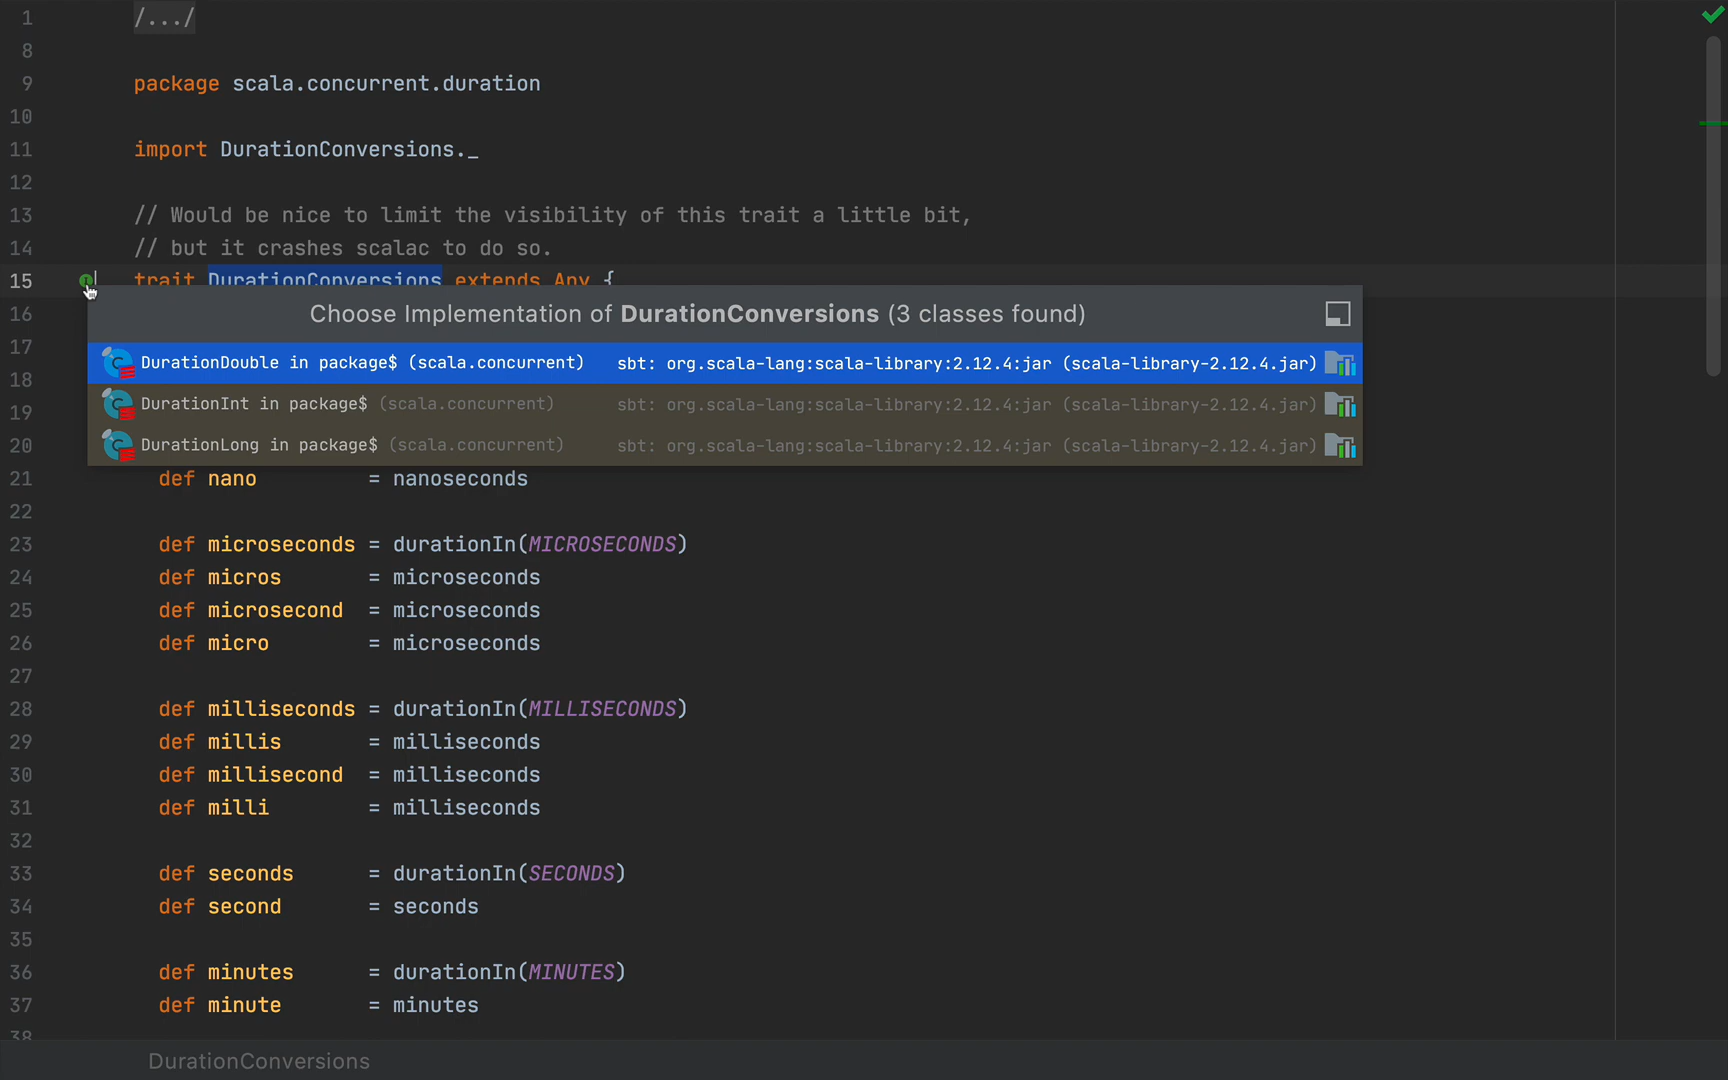 1 /.../
8
9 package scala.concurrent.duration
10
11 import DurationConversions._
12
13 // Would be nice to limit the visibility of this trait a little bit,
14 // but it crashes scalac to do so.
15 trait DurationConversions extends Any {
16 Choose Implementation of DurationConversions (3 classes found)
17
18 DurationDouble in package$ (scala.concurrent) sbt: org.scala-lang:scala-library:2.12.4:jar (scala-library-2.12.4.jar)
19 DurationInt in package$ (scala.concurrent) sbt: org.scala-lang:scala-library:2.12.4:jar (scala-library-2.12.4.jar)
20 DurationLong in package$ (scala.concurrent) sbt: org.scala-lang:scala-library:2.12.4:jar (scala-library-2.12.4.jar)
21 def nano = nanoseconds
22
23 def microseconds = durationIn(MICROSECONDS)
24 def micros = microseconds
25 def microsecond = microseconds
26 def micro = microseconds
27
28 def milliseconds = durationIn(MILLISECONDS)
29 def millis = milliseconds
30 def millisecond = milliseconds
31 def milli = milliseconds
32
33 def seconds = durationIn(SECONDS)
34 def second = seconds
35
36 def minutes = durationIn(MINUTES)
37 def minute = minutes
38
DurationConversions